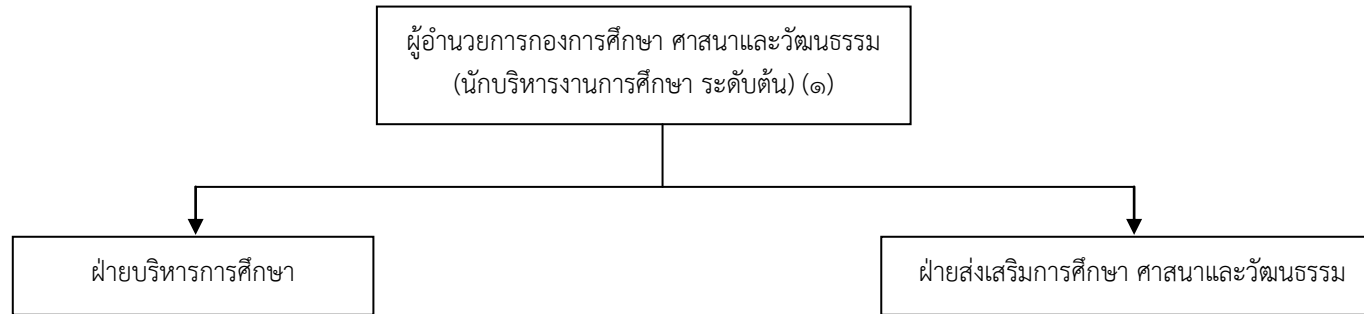 ผู้อำนวยการกองการศึกษา ศาสนาและวัฒนธรรม
(นักบริหารงานการศึกษา ระดับต้น) (๑)
ฝ่ายบริหารการศึกษา
ฝ่ายส่งเสริมการศึกษา ศาสนาและวัฒนธรรม